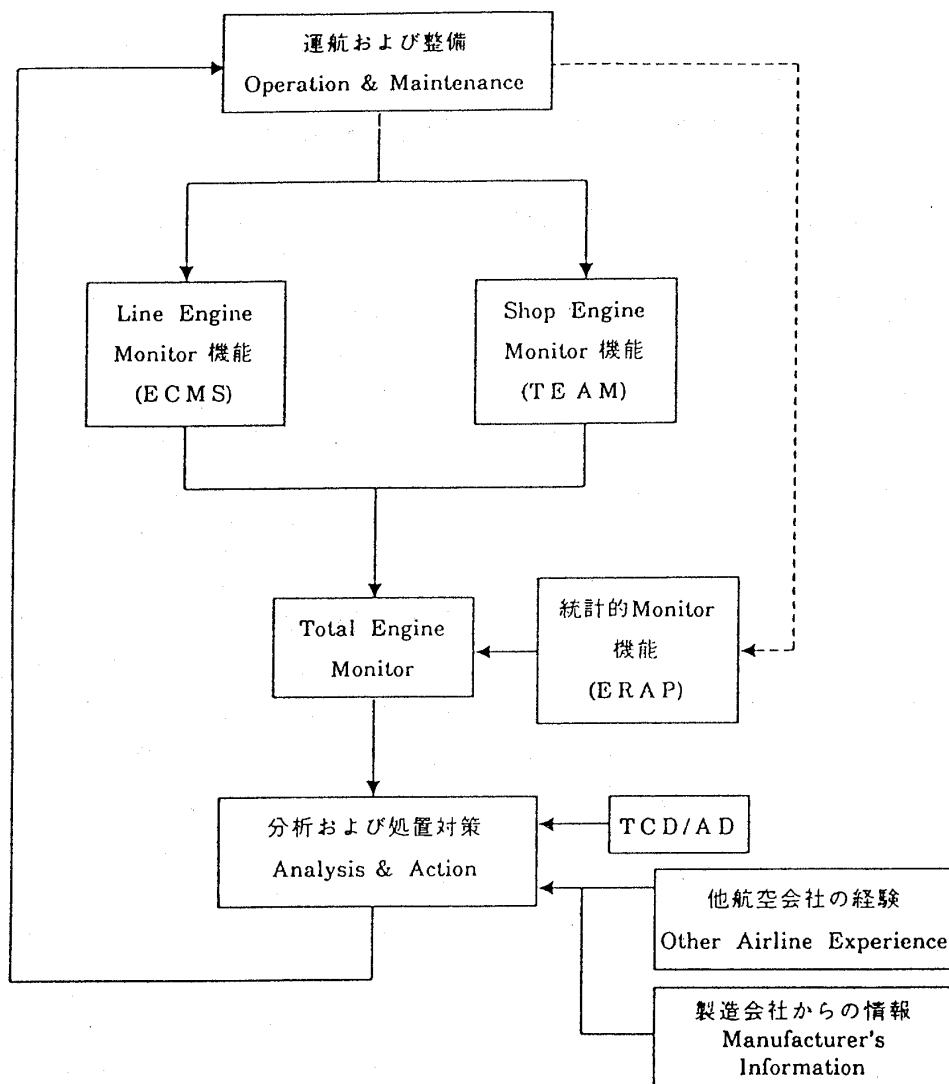 運航および整備
Operation & Maintenance
Line Engine
Monitor 機能
(ECMS)
Shop Engine
Monitor 機能
(TEAM)
Total Engine
Monitor
統計的Monitor
機能
(ERAP)
分析および処置対策
Analysis & Action
TCD/AD
他航空会社の経験
Other Airline Experience
製造会社からの情報
Manufacturer's
Information